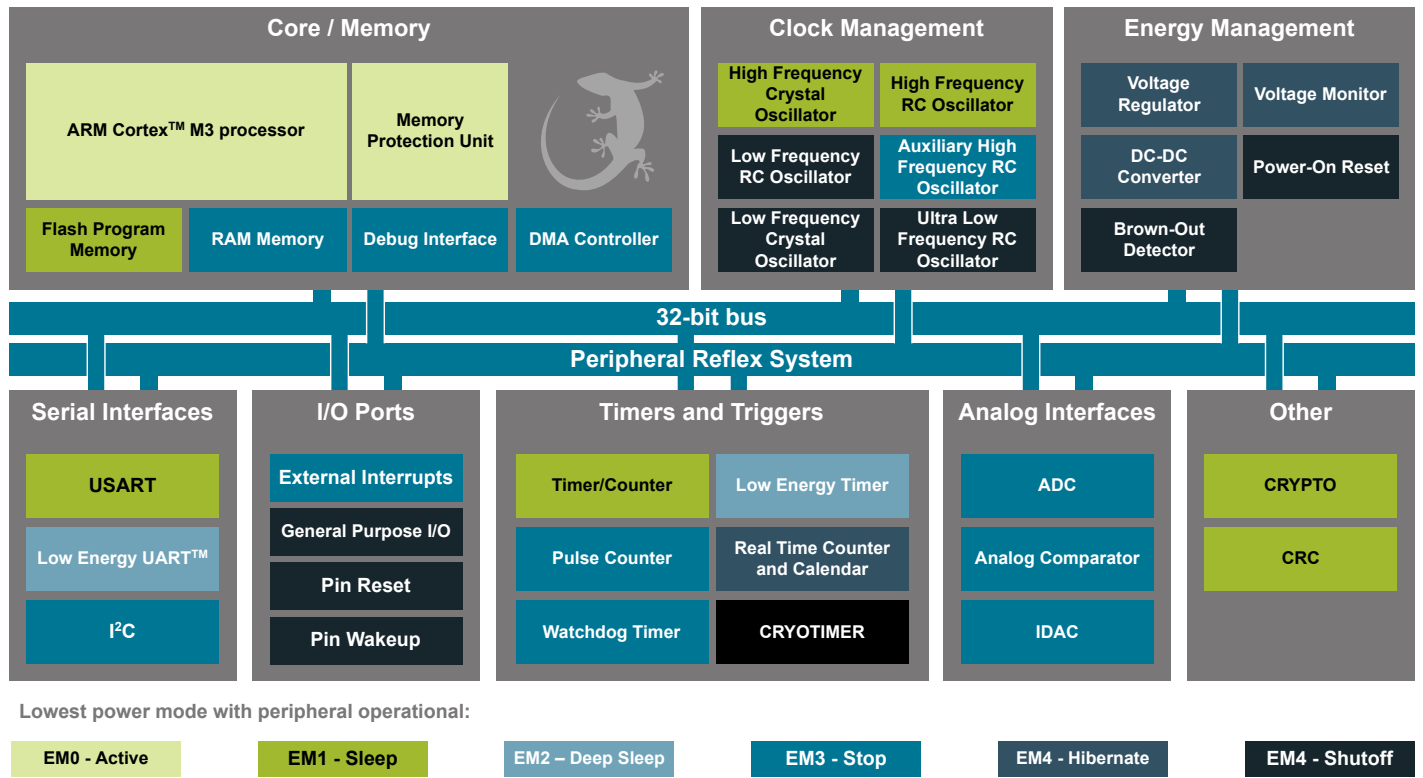 Core / Memory
ARM Cortex™ M3 processor
Memory
Protection Unit
Flash Program
Memory
RAM Memory
Debug Interface
DMA Controller
Clock Management
High Frequency
Crystal
Oscillator
High Frequency
RC Oscillator
Low Frequency
RC Oscillator
Auxiliary High
Frequency RC
Oscillator
Low Frequency
Crystal
Oscillator
Ultra Low
Frequency RC
Oscillator
Energy Management
Voltage
Regulator
Voltage Monitor
DC-DC
Converter
Power-On Reset
Brown-Out
Detector
32-bit bus
Peripheral Reflex System
Serial Interfaces
USART
Low Energy UART™
I²C
I/O Ports
External Interrupts
General Purpose I/O
Pin Reset
Pin Wakeup
Timers and Triggers
Timer/Counter
Low Energy Timer
Pulse Counter
Real Time Counter
and Calendar
Watchdog Timer
CRYOTIMER
Analog Interfaces
ADC
Analog Comparator
IDAC
Other
CRYPTO
CRC
Lowest power mode with peripheral operational:
EM0 - Active
EM1 - Sleep
EM2 – Deep Sleep
EM3 - Stop
EM4 - Hibernate
EM4 - Shutoff